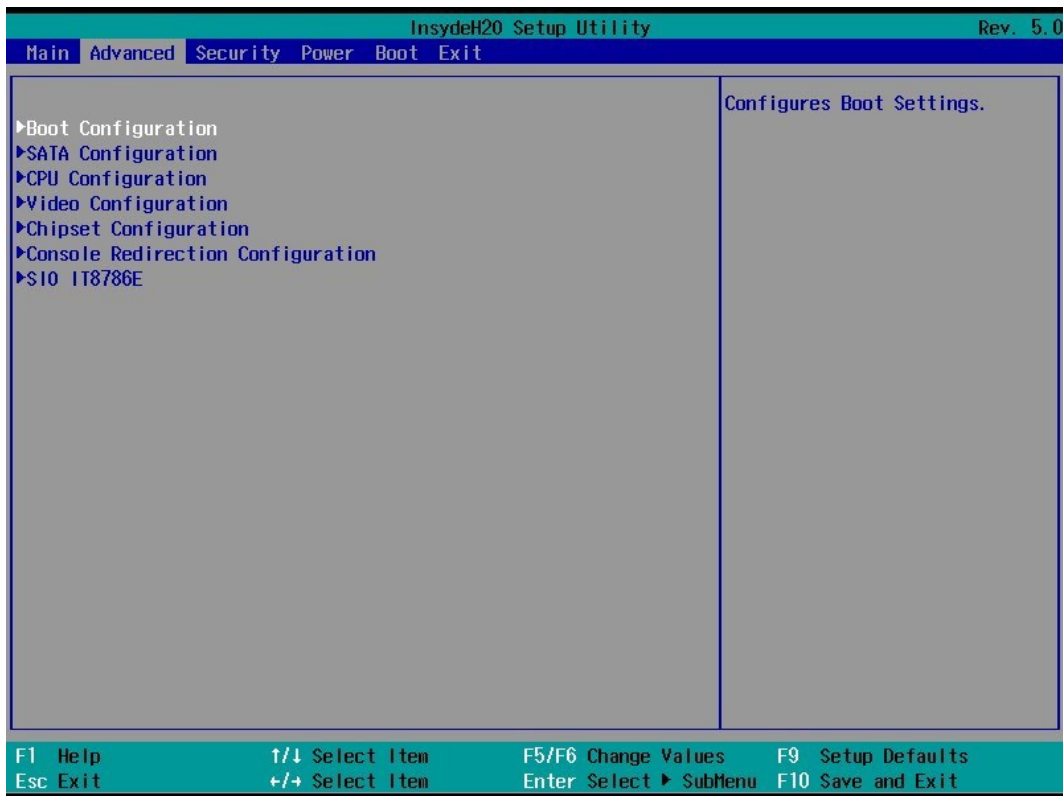 InsydeH20 Setup Utility Rev. 5.0
Main Advanced Security Power Boot Exit
Configures Boot Settings.
▶Boot Configuration
▶SATA Configuration
▶CPU Configuration
▶Video Configuration
▶Chipset Configuration
▶Console Redirection Configuration
▶SIO IT8786E
F1 Help ↑/↓ Select Item F5/F6 Change Values F9 Setup Defaults
Esc Exit ←/→ Select Item Enter Select ▶ SubMenu F10 Save and Exit